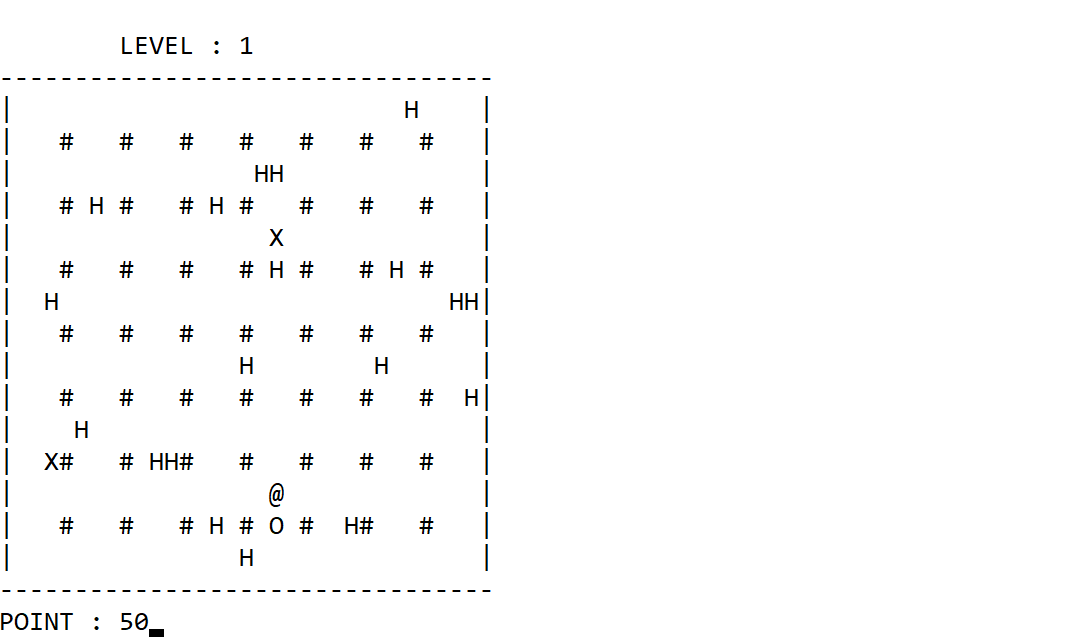 LEVEL : 1
---------------------------------
|                          H    |
|   #   #   #   #   #   #   #   |
|                HH             |
|   # H #   # H #   #   #   #   |
|                 X             |
|   #   #   #   # H #   # H #   |
|  H                          HH|
|   #   #   #   #   #   #   #   |
|               H        H      |
|   #   #   #   #   #   #   #  H|
|    H                          |
|  X#   # HH#   #   #   #   #   |
|                 @             |
|   #   #   # H # O #  H#   #   |
|               H               |
---------------------------------
POINT : 50